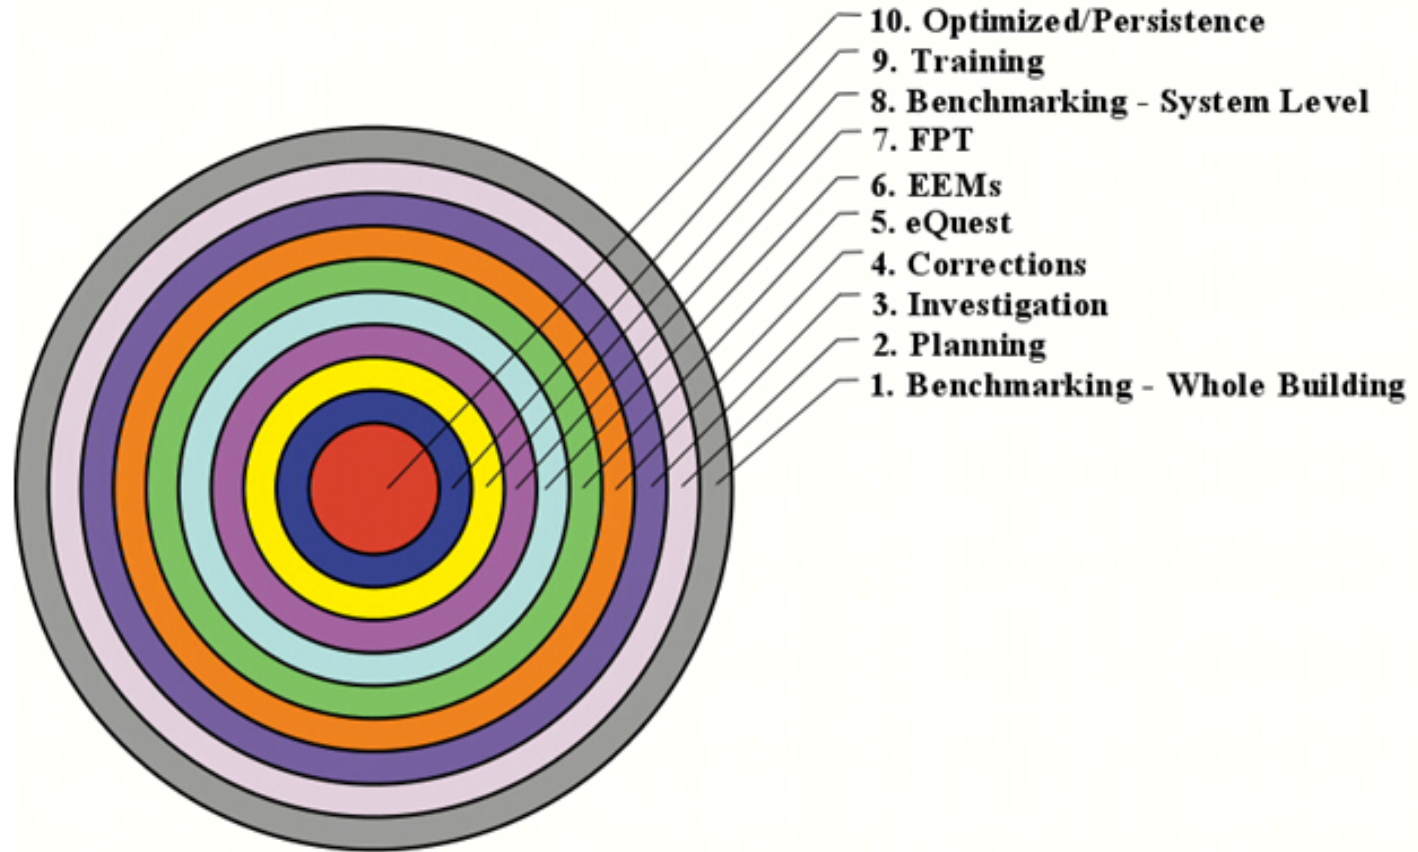 10. Optimized/Persistence
9. Training
8. Benchmarking - System Level
7. FPT
6. EEMs
5. eQuest
4. Corrections
3. Investigation
2. Planning
1. Benchmarking - Whole Building